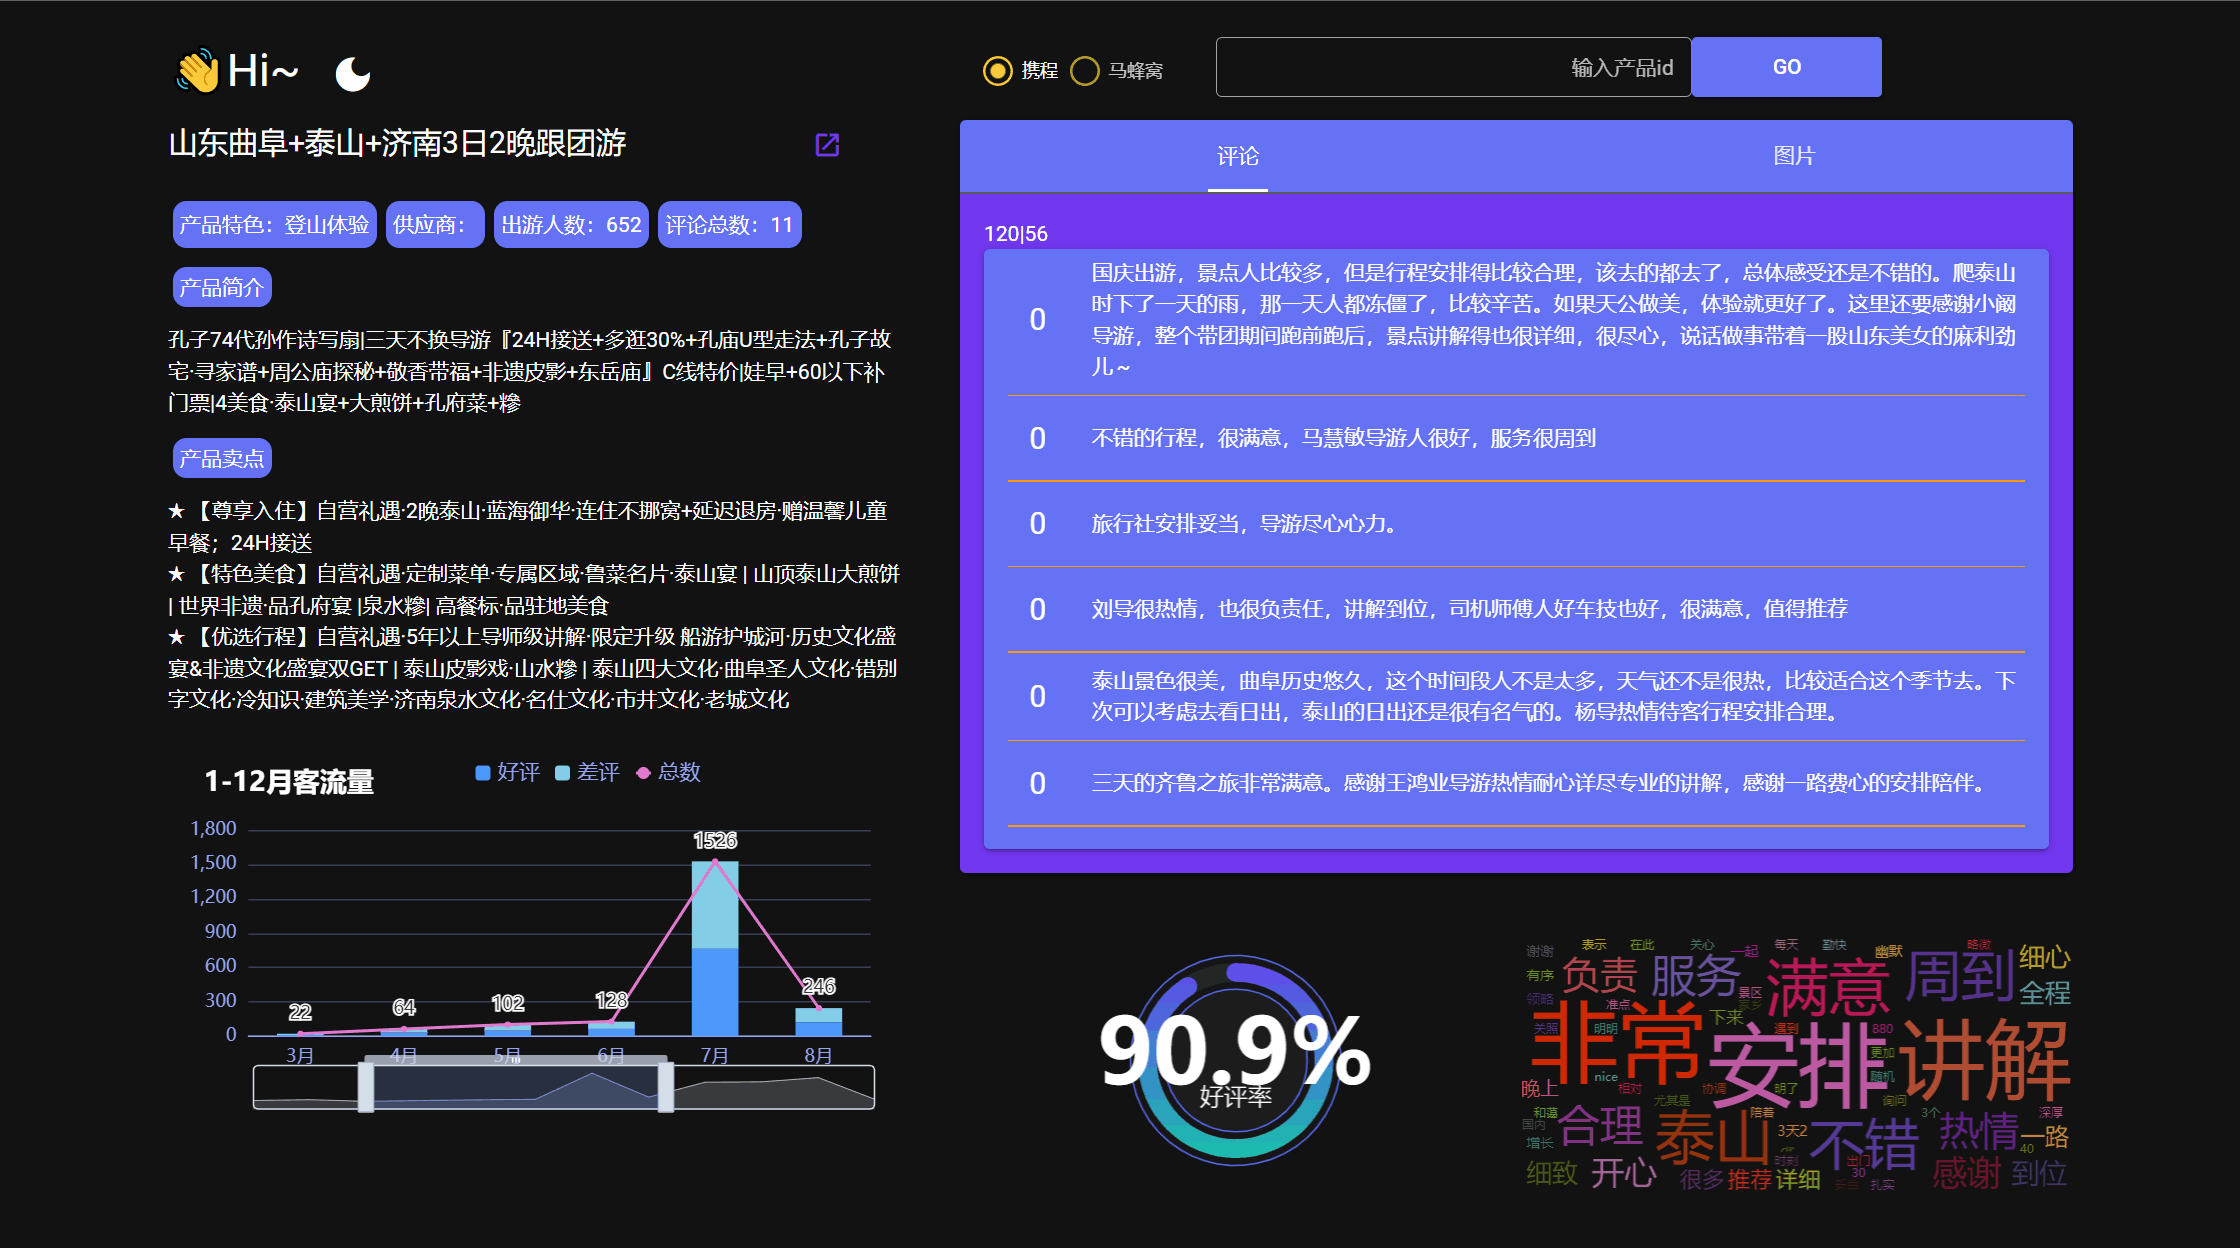 Hi~
携程
马蜂窝
输入产品id
GO
山东曲阜+泰山+济南3日2晚跟团游
产品特色：登山体验
供应商：
出游人数：652
评论总数：11
产品简介
孔子74代孙作诗写扇|三天不换导游『24H接送+多逛30%+孔庙U型走法+孔子故
宅·寻家谱+周公庙探秘+敬香带福+非遗皮影+东岳庙』C线特价|娃早+60以下补
门票|4美食·泰山宴+大煎饼+孔府菜+糁
产品卖点
★ 【尊享入住】自营礼遇·2晚泰山·蓝海御华·连住不挪窝+延迟退房·赠温馨儿童
早餐；24H接送
★ 【特色美食】自营礼遇·定制菜单·专属区域·鲁菜名片·泰山宴 | 山顶泰山大煎饼
| 世界非遗·品孔府宴 |泉水糁| 高餐标·品驻地美食
★ 【优选行程】自营礼遇·5年以上导师级讲解·限定升级 船游护城河·历史文化盛
宴&非遗文化盛宴双GET | 泰山皮影戏·山水糁 | 泰山四大文化·曲阜圣人文化·错别
字文化·冷知识·建筑美学·济南泉水文化·名仕文化·市井文化·老城文化
1-12月客流量
好评
差评
总数
1,800
1,500
1,200
900
600
300
0
22
64
102
128
1526
246
3月
4月
5月
6月
7月
8月
评论
图片
120|56
0
国庆出游，景点人比较多，但是行程安排得比较合理，该去的都去了，总体感受还是不错的。爬泰山
时下了一天的雨，那一天人都冻僵了，比较辛苦。如果天公做美，体验就更好了。这里还要感谢小阚
导游，整个带团期间跑前跑后，景点讲解得也很详细，很尽心，说话做事带着一股山东美女的麻利劲
儿～
0
不错的行程，很满意，马慧敏导游人很好，服务很周到
0
旅行社安排妥当，导游尽心心力。
0
刘导很热情，也很负责任，讲解到位，司机师傅人好车技也好，很满意，值得推荐
0
泰山景色很美，曲阜历史悠久，这个时间段人不是太多，天气还不是很热，比较适合这个季节去。下
次可以考虑去看日出，泰山的日出还是很有名气的。杨导热情待客行程安排合理。
0
三天的齐鲁之旅非常满意。感谢王鸿业导游热情耐心详尽专业的讲解，感谢一路费心的安排陪伴。
90.9%
好评率
谢谢
表示
在此
关心
一起
每天
勤快
幽默
略微
细心
有序
负责
服务
满意
周到
全程
领略
准点
景区
下来
非常
关照
明明
遇到
880
安排
讲解
更加
随机
nice
晚上
相对
协调
明了
询问
尤其是
和蔼
国内
合理
泰山
陪着
3个
深厚
热情
一路
增长
3天2
不错
40
时刻
出门
30
细致
开心
很多
推荐
详细
扎实
感谢
到位